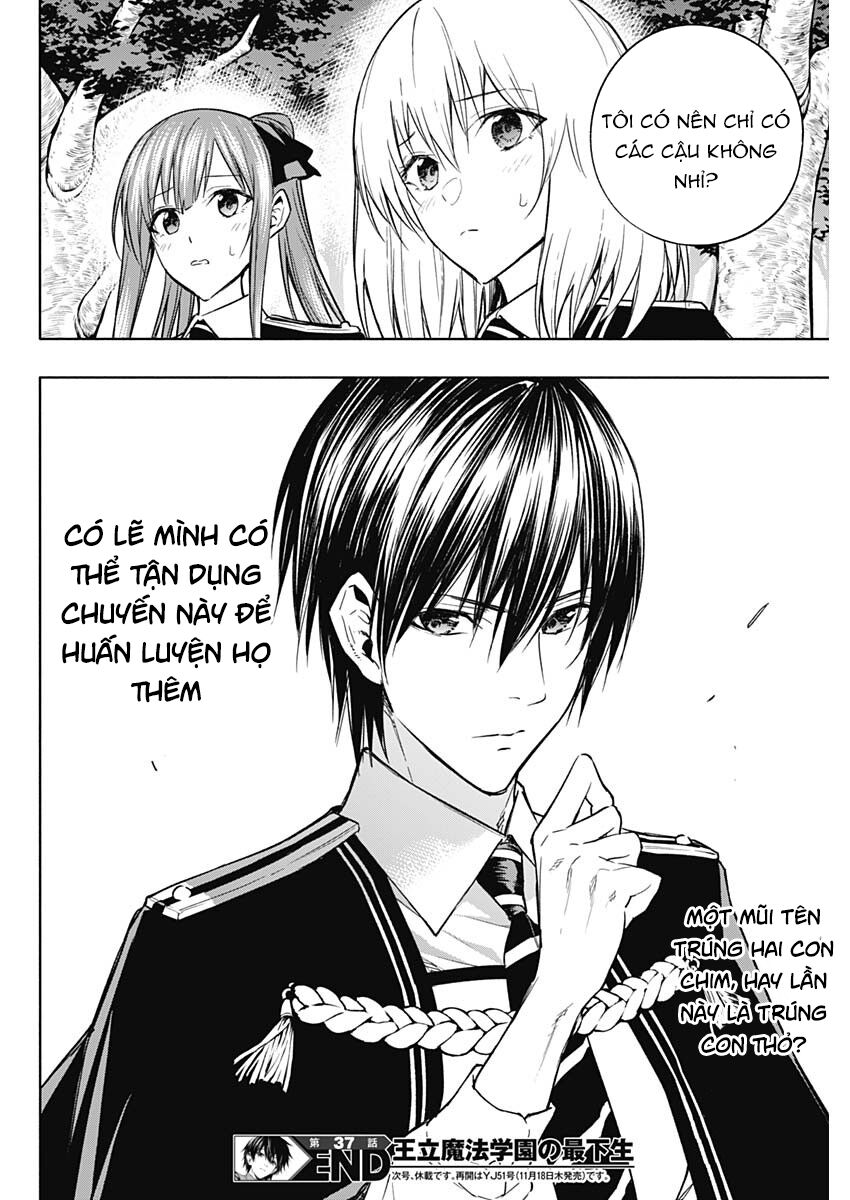 TÔI CÓ NÊN CHỈ CÓ
CÁC CẬU KHÔNG
NHỈ?
CÓ LẼ MÌNH CÓ
THỂ TẬN DỤNG
CHUYẾN NÀY ĐỂ
HUẤN LUYỆN HỌ
THÊM
MỘT MŨI TÊN
TRÚNG HAI CON
CHIM, HAY LẦN
NÀY LÀ TRÚNG
CON THỎ?
第37話
END
王立魔法学園の最下生
次号、休載です。再開はYJ51号(11月18日木発売)です。